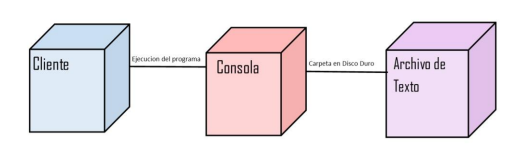 Cliente
Ejecucion del programa
Consola
Carpeta en Disco Duro
Archivo de
Texto